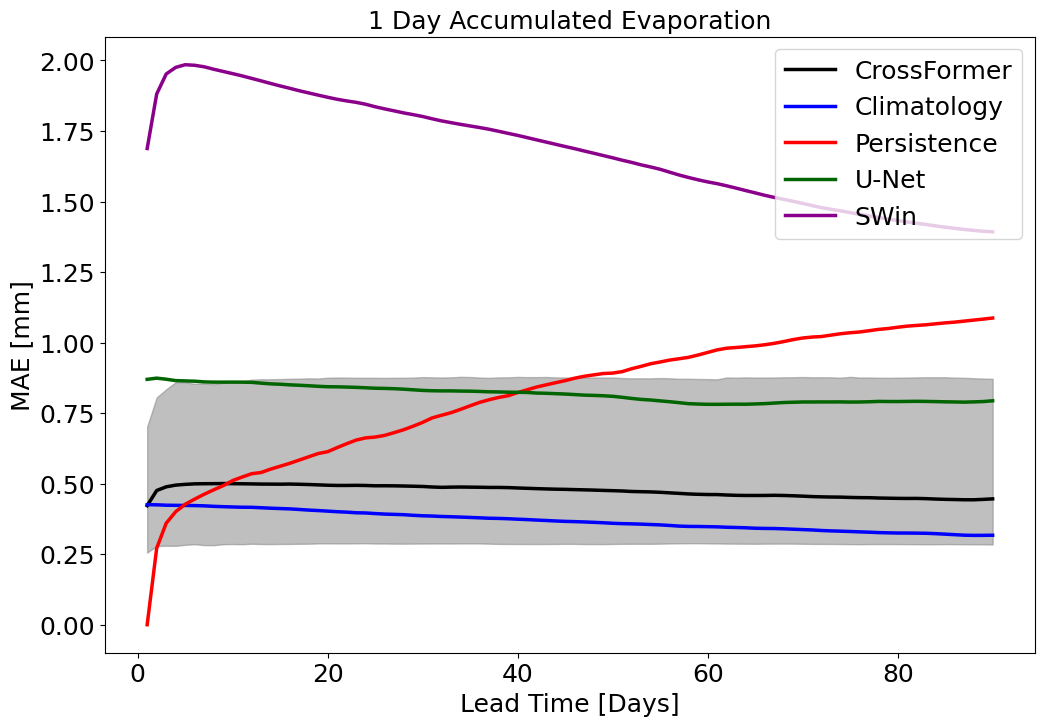 1 Day Accumulated Evaporation
MAE [mm]
2.00
1.75
1.50
1.25
1.00
0.75
0.50
0.25
0.00
CrossFormer
Climatology
Persistence
U-Net
SWin
0
20
40
60
80
Lead Time [Days]